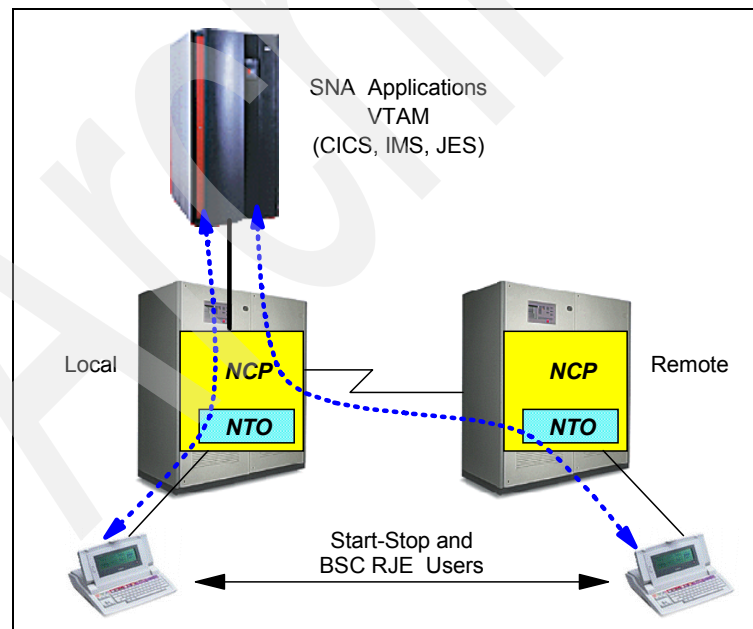 SNA Applications
VTAM
(CICS, IMS, JES)
Local
NCP
NCP
Remote
NTO
NTO
Start-Stop and
BSC RJE Users